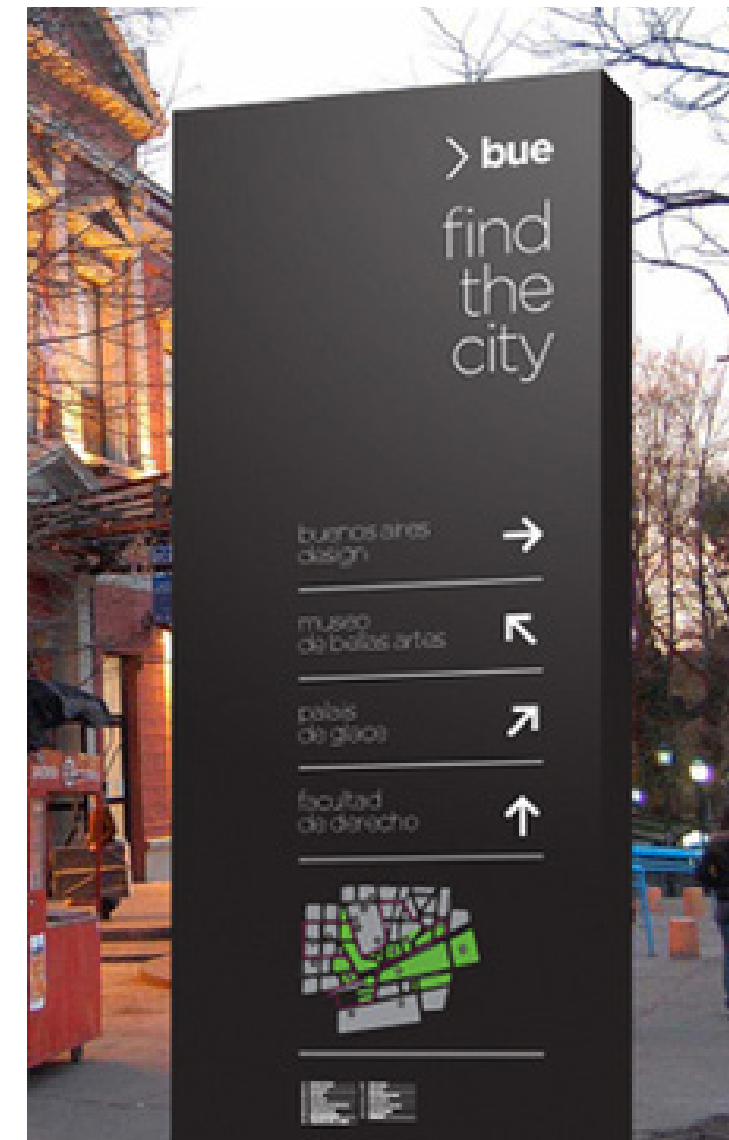 bue
find
the
city
buenos aires
design
museo
de bellas artes
palais
de glace
facultad
de derecho